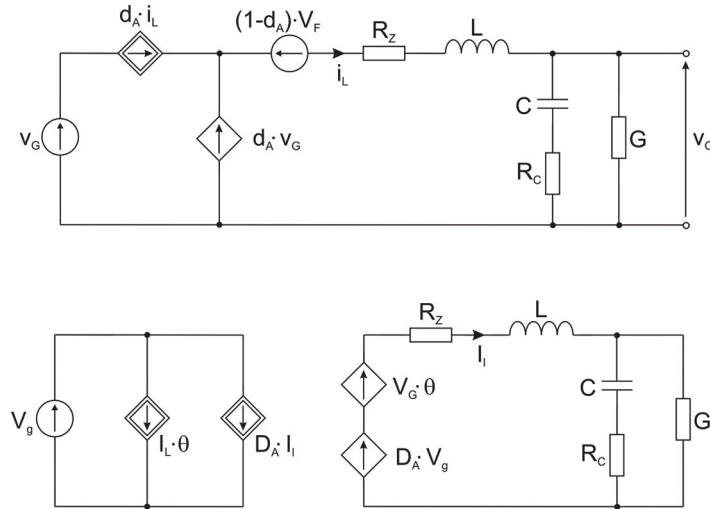 d_A·i_L
(1-d_A)·V_F
R_Z
L
i_L
v_G
d_A·v_G
C
R_C
G
v_O
V_g
I_L·θ
D_A·I_l
R_Z
L
I_l
V_G·θ
D_A·V_g
C
R_C
G